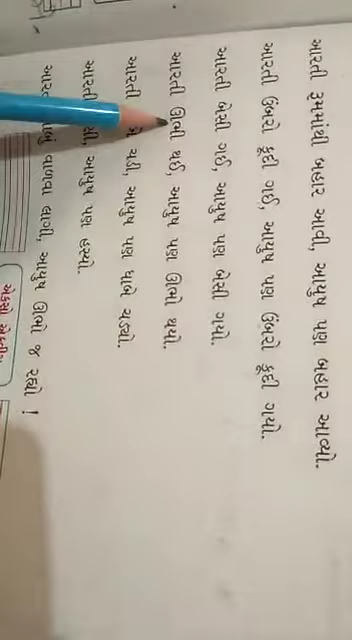 આરતી રૂમમાંથી બહાર આવી, આયુષ પણ બહાર આવ્યો.
આરતી ઉંબરો કૂદી ગઈ, આયુષ પણ ઉંબરો કૂદી ગયો.
આરતી બેસી ગઈ, આયુષ પણ બેસી ગયો.
આરતી ઊભી થઈ, આયુષ પણ ઊભો થયો.
આરતી ચડી, આયુષ પણ ચડ્યો.
આયુષ પણ હસ્યો.
લાગી, આયુષ ઊભો જ રહ્યો !